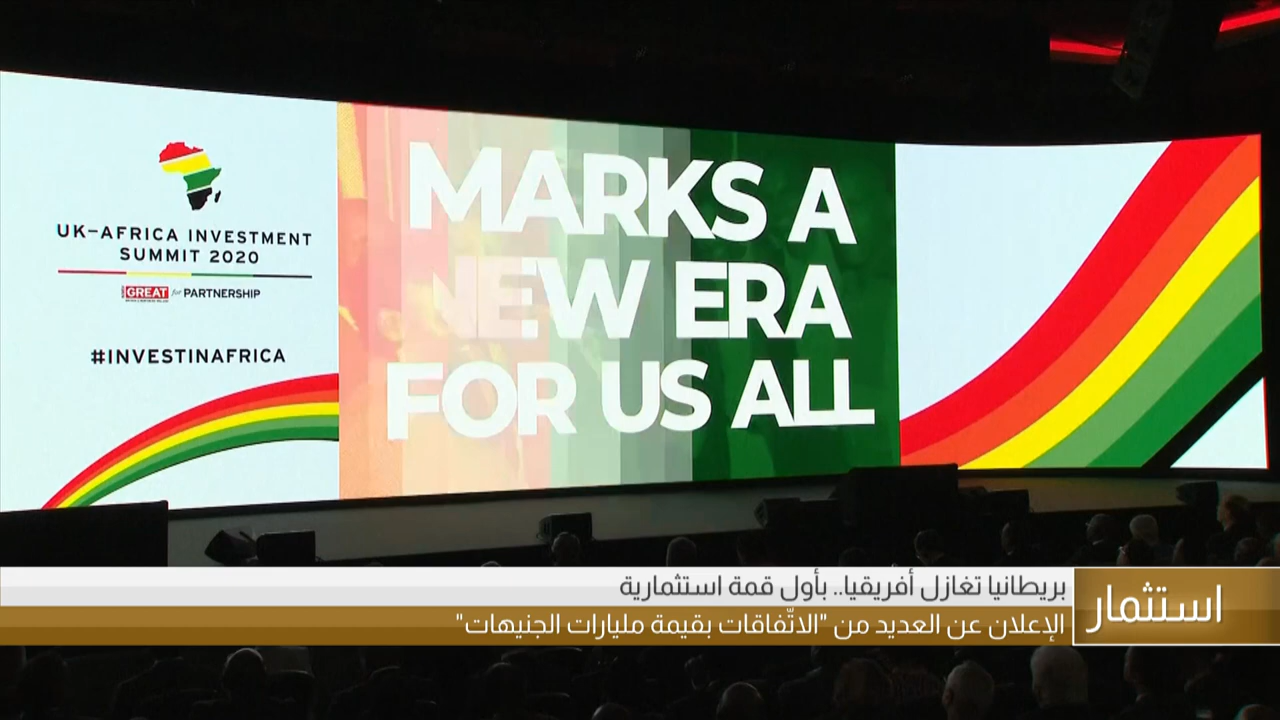 UK–AFRICA INVESTMENT
SUMMIT 2020
GREAT for PARTNERSHIP
#INVESTINAFRICA
MARKS A
NEW ERA
FOR US ALL
استثمار
بريطانيا تغازل أفريقيا.. بأول قمة استثمارية
الإعلان عن العديد من "الاتّفاقات بقيمة مليارات الجنيهات"